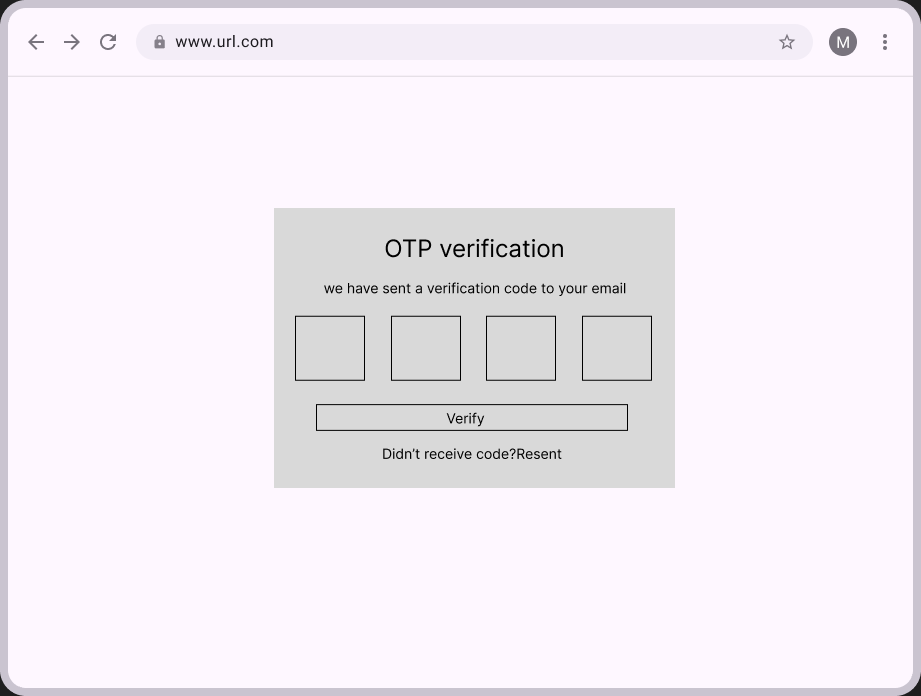 www.url.com
M
OTP verification
we have sent a verification code to your email
Verify
Didn’t receive code?Resent